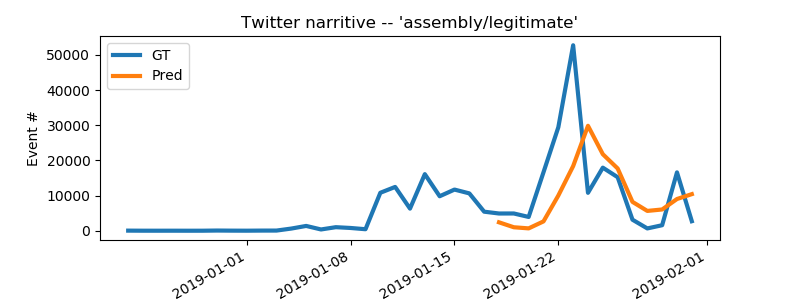 Twitter narritive -- 'assembly/legitimate'
GT
Pred
Event #
50000
40000
30000
20000
10000
0
2019-01-01
2019-01-08
2019-01-15
2019-01-22
2019-02-01